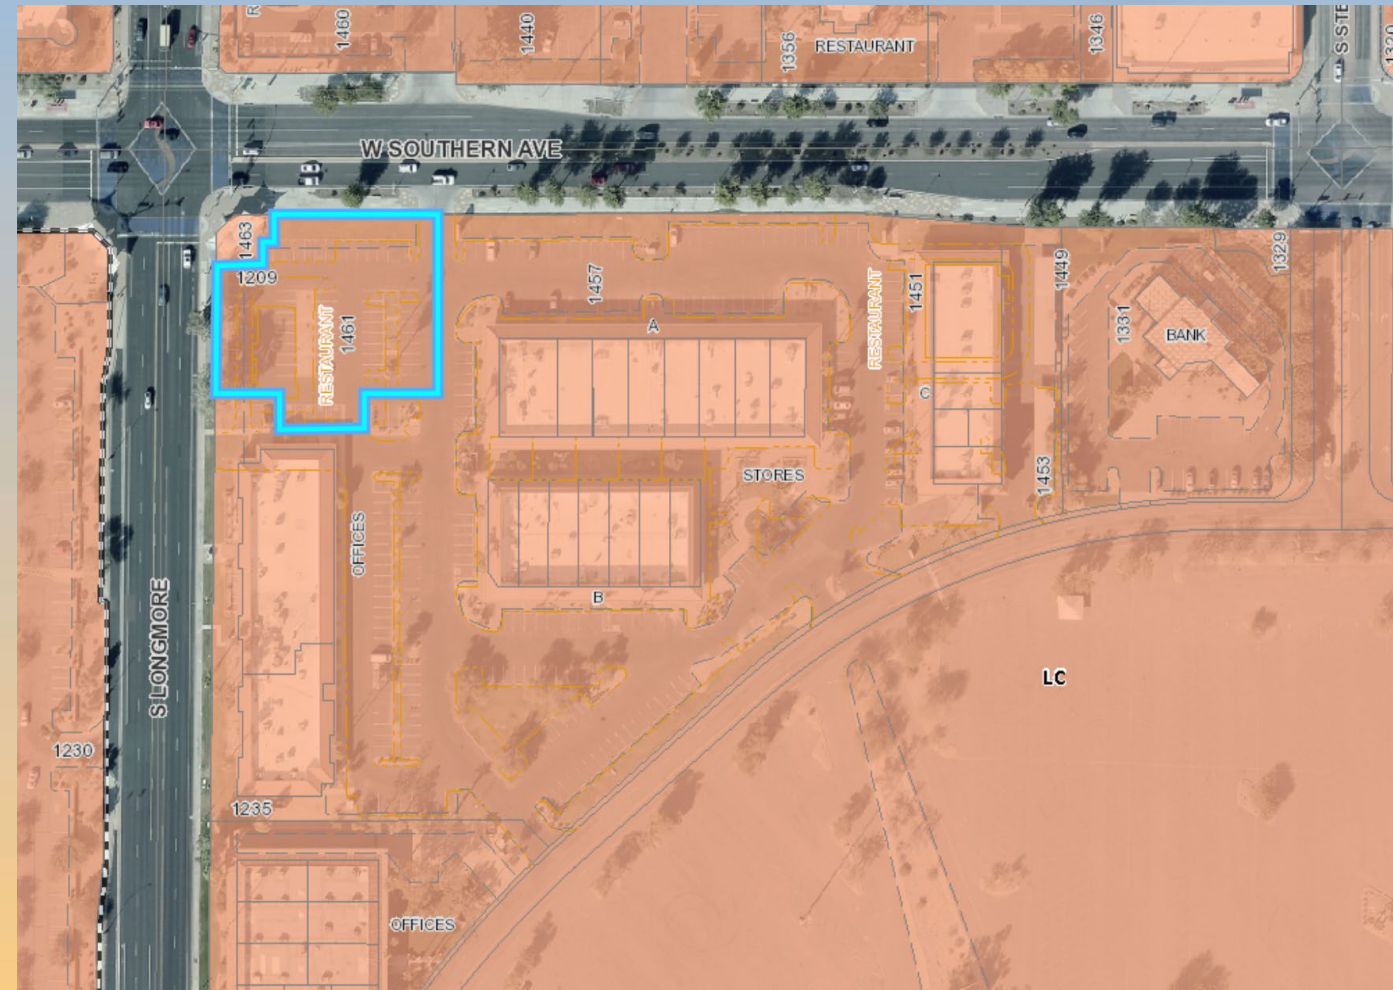 R
1460
1440
1356
RESTAURANT
1346
S STE
1320
W SOUTHERN AVE
1463
1209
RESTAURANT
1461
1457
A
RESTAURANT
1451
1449
1331
BANK
1329
C
STORES
1453
OFFICES
B
S LONGMORE
LC
1230
1235
OFFICES